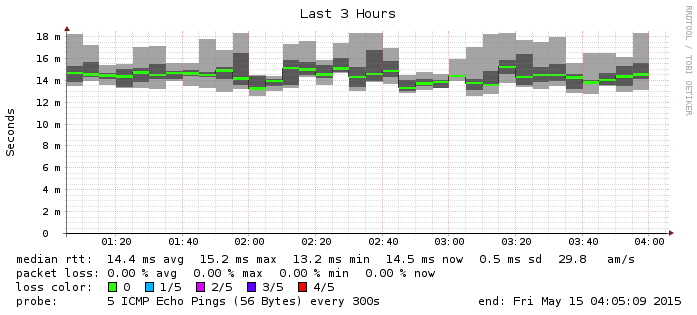 Last 3 Hours
RRDTOOL / TOBI OETIKER
Seconds
18 m
16 m
14 m
12 m
10 m
8 m
6 m
4 m
2 m
0
01:20 01:40 02:00 02:20 02:40 03:00 03:20 03:40 04:00
median rtt: 14.4 ms avg 15.2 ms max 13.2 ms min 14.5 ms now 0.5 ms sd 29.8 am/s
packet loss: 0.00 % avg 0.00 % max 0.00 % min 0.00 % now
loss color: 0 1/5 2/5 3/5 4/5
probe: 5 ICMP Echo Pings (56 Bytes) every 300s end: Fri May 15 04:05:09 2015